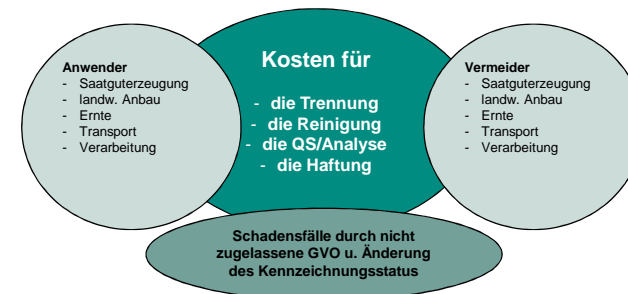 Anwender
- Saatguterzeugung
- landw. Anbau
- Ernte
- Transport
- Verarbeitung
Kosten für
- die Trennung
- die Reinigung
- die QS/Analyse
- die Haftung
Vermeider
- Saatguterzeugung
- landw. Anbau
- Ernte
- Transport
- Verarbeitung
Schadensfälle durch nicht
zugelassene GVO u. Änderung
des Kennzeichnungsstatus